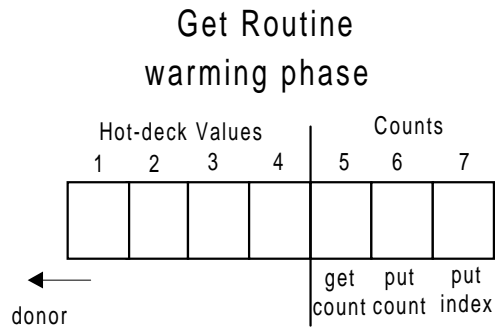 Get Routine
warming phase
Hot-deck Values Counts
1 2 3 4 5 6 7
get put put
count count index
donor